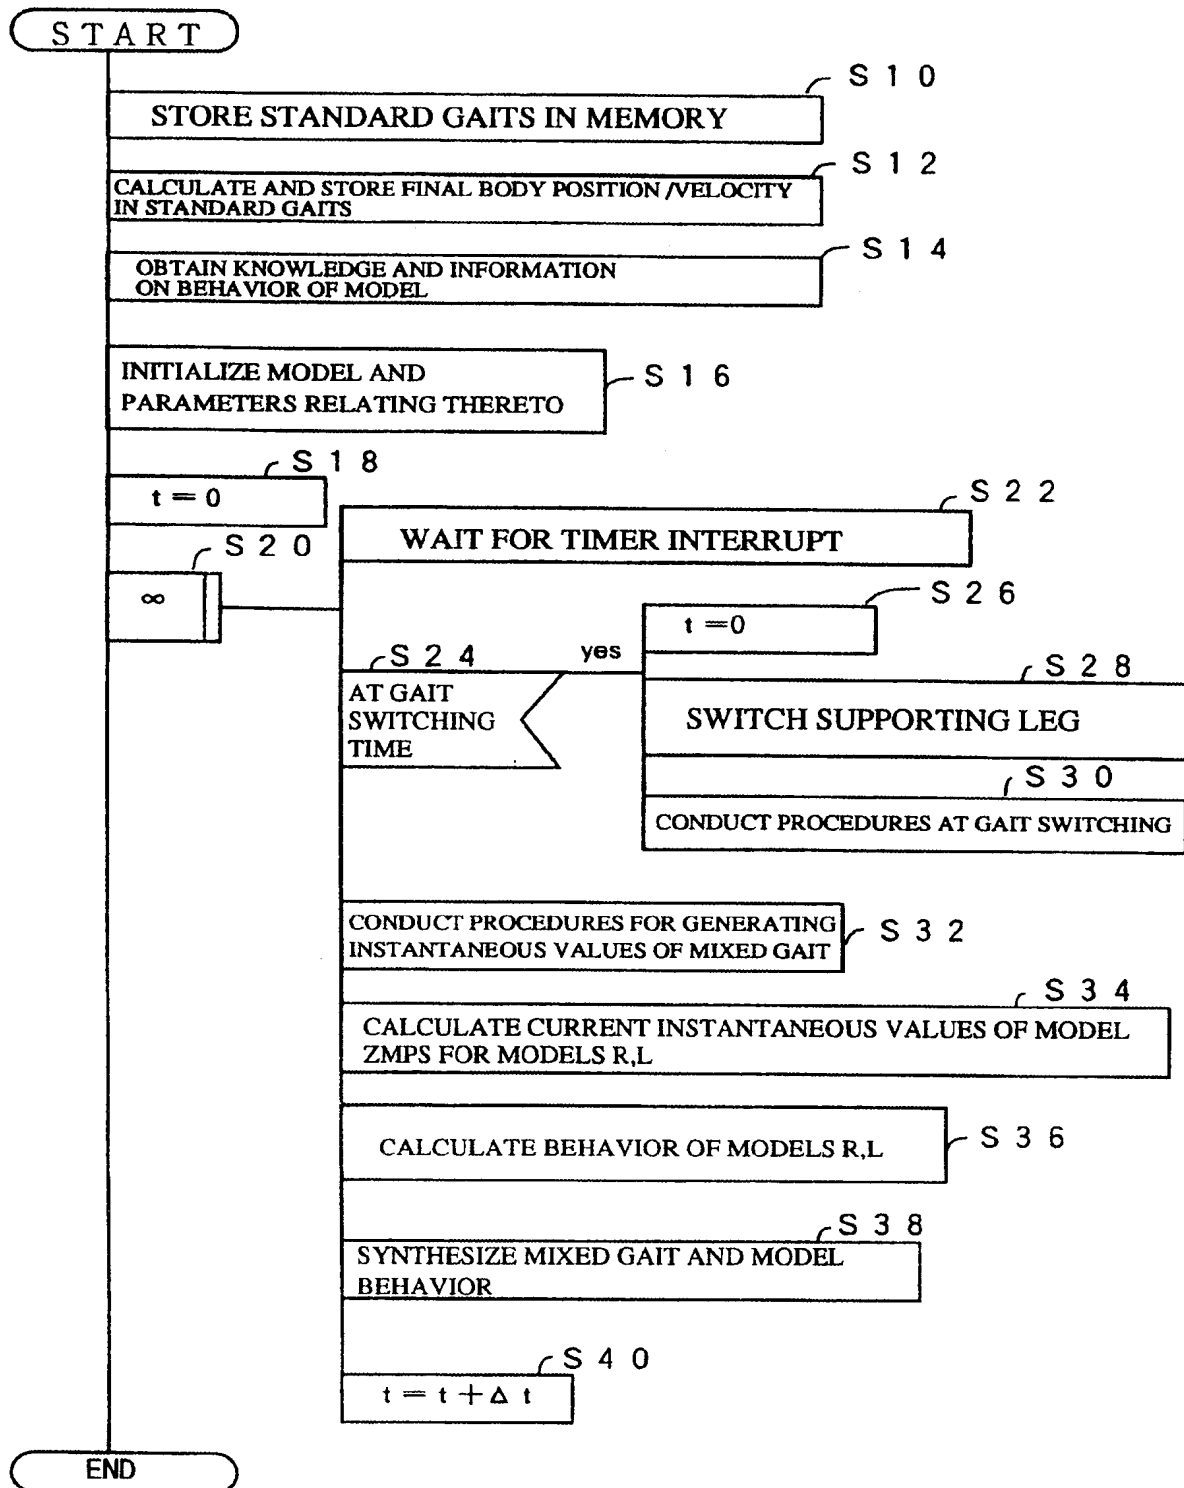 START
S10
STORE STANDARD GAITS IN MEMORY
S12
CALCULATE AND STORE FINAL BODY POSITION /VELOCITY
IN STANDARD GAITS
S14
OBTAIN KNOWLEDGE AND INFORMATION
ON BEHAVIOR OF MODEL
S16
INITIALIZE MODEL AND
PARAMETERS RELATING THERETO
S18
t = 0
S20
∞
S22
WAIT FOR TIMER INTERRUPT
S24
AT GAIT
SWITCHING
TIME
yes
S26
t = 0
S28
SWITCH SUPPORTING LEG
S30
CONDUCT PROCEDURES AT GAIT SWITCHING
S32
CONDUCT PROCEDURES FOR GENERATING
INSTANTANEOUS VALUES OF MIXED GAIT
S34
CALCULATE CURRENT INSTANTANEOUS VALUES OF MODEL
ZMPS FOR MODELS R,L
S36
CALCULATE BEHAVIOR OF MODELS R,L
S38
SYNTHESIZE MIXED GAIT AND MODEL
BEHAVIOR
S40
t = t + Δ t
END